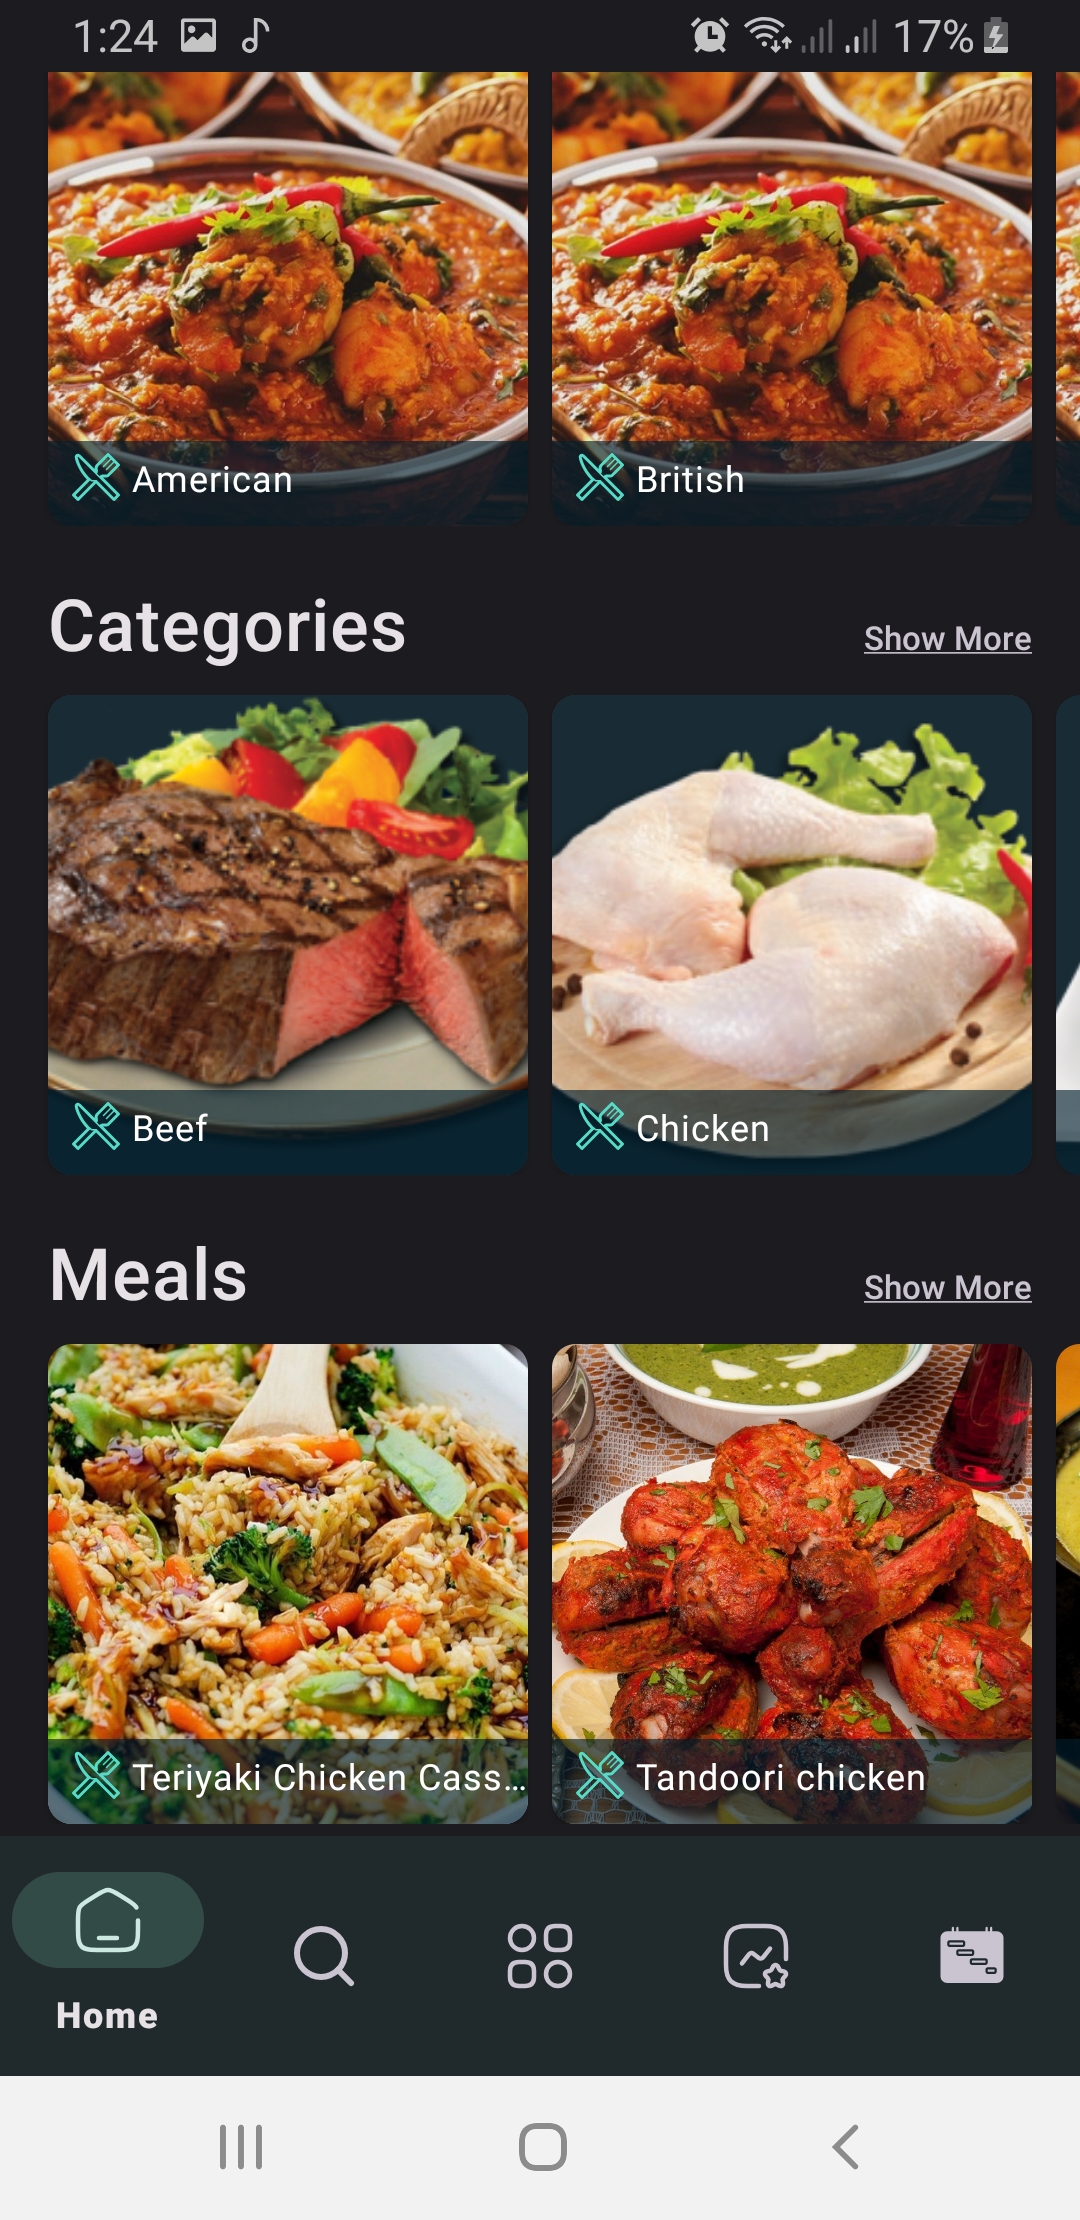 1:24 17%
American British
Categories Show More
Beef Chicken
Meals Show More
Teriyaki Chicken Cass... Tandoori chicken
Home